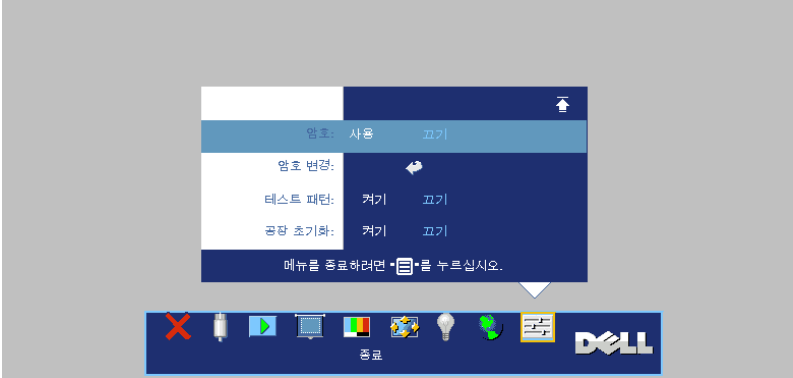 암호: 사용 끄기
암호 변경:
테스트 패턴: 켜기 끄기
공장 초기화: 켜기 끄기
메뉴를 종료하려면 "를 누르십시오.
종료
DELL